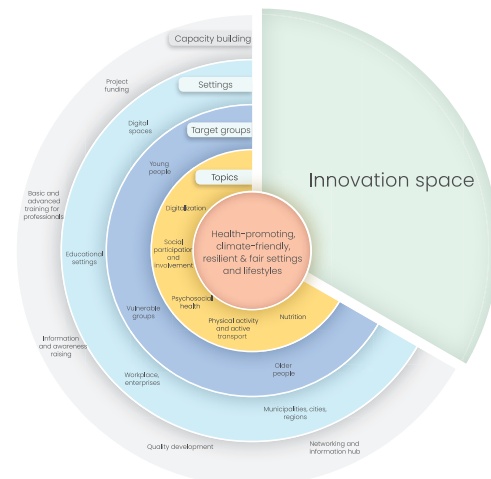 Capacity building
Project
funding
Settings
Digital
spaces
Target groups
Young
people
Topics
Innovation space
Basic and
advanced
training for
professionals
Digitalization
Health-promoting,
climate-friendly,
resilient & fair settings
and lifestyles
Social
participation
and
involvement
Educational
settings
Psychosocial
health
Vulnerable
groups
Physical activity
and active
transport
Nutrition
Information
and awareness
raising
Older
people
Workplace,
enterprises
Municipalities, cities,
regions
Quality development
Networking and
information hub